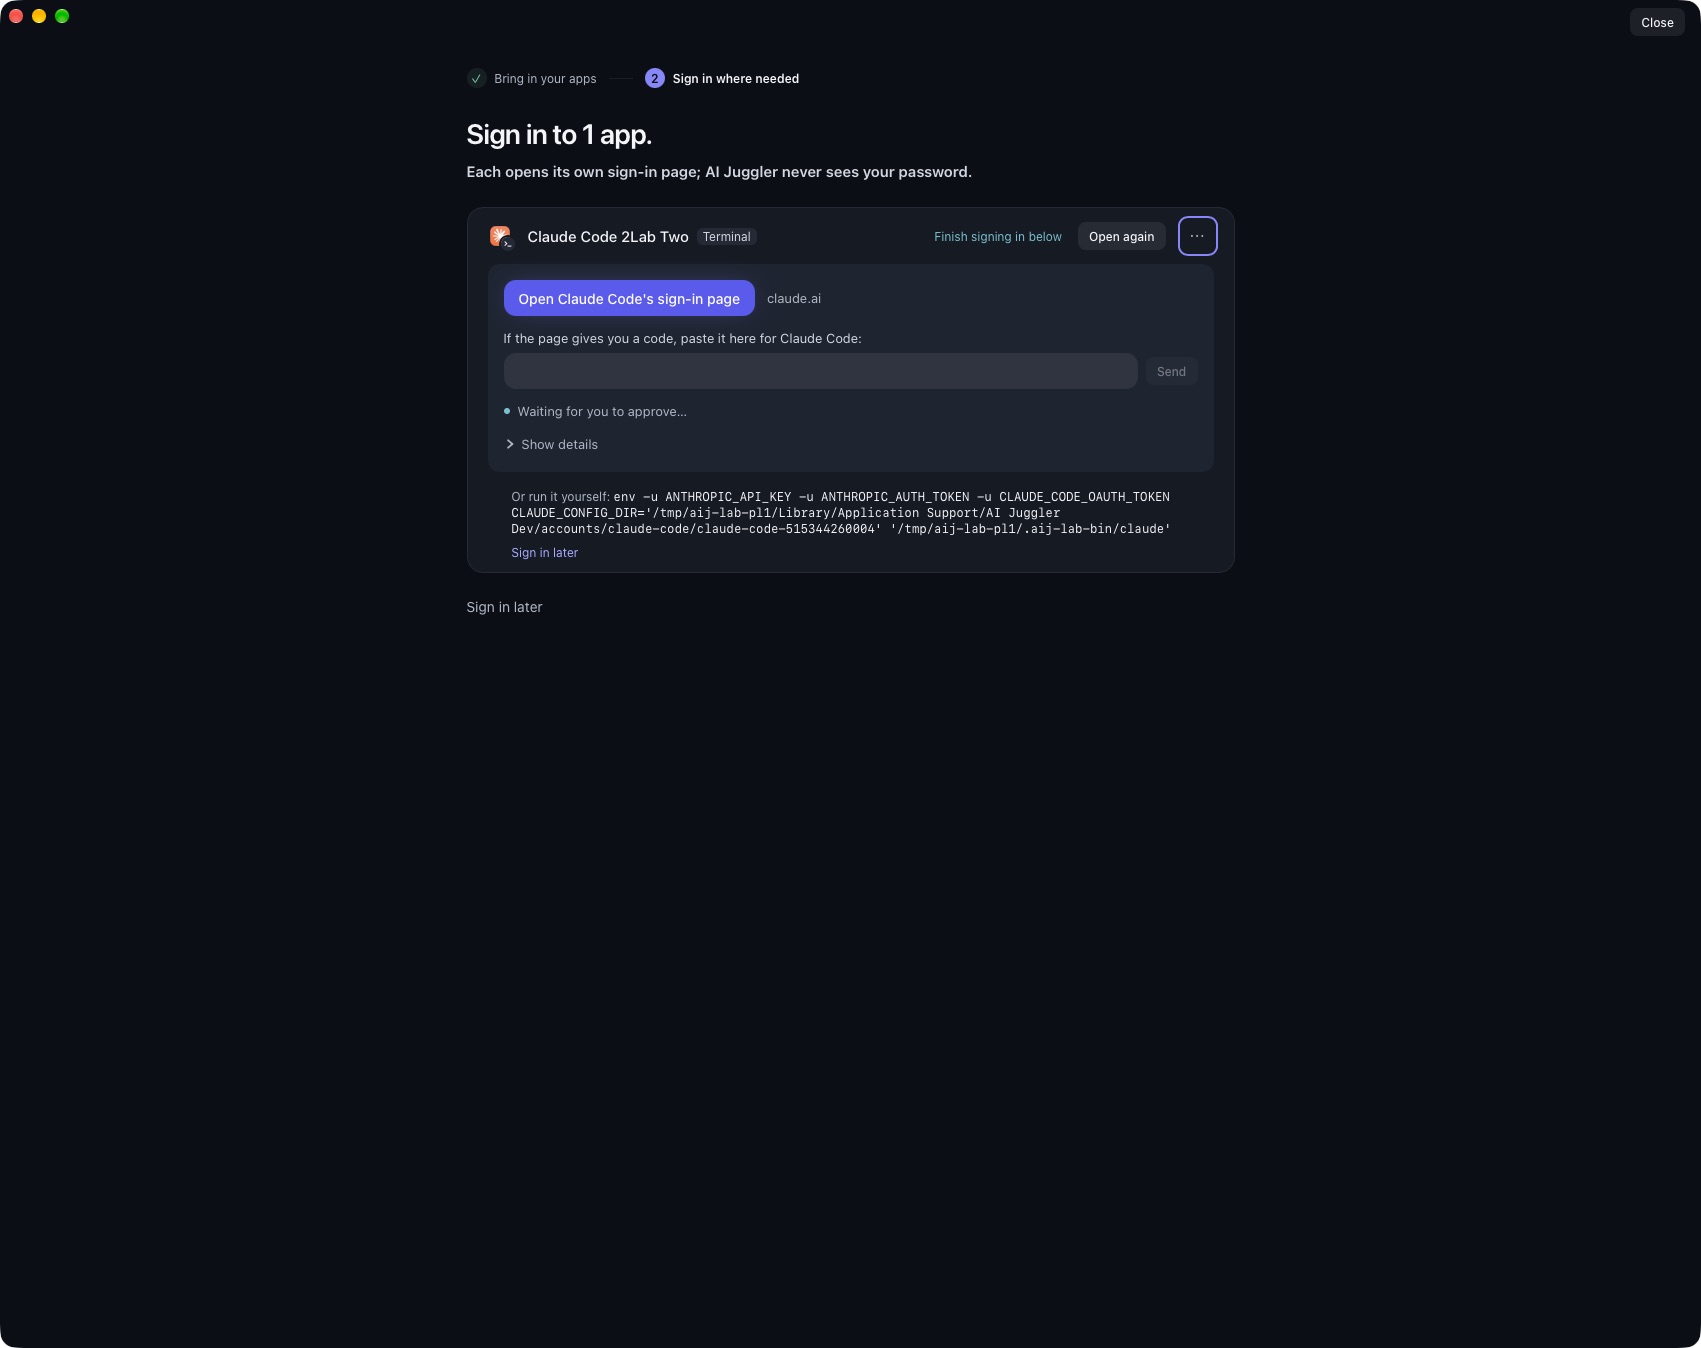 Close
✓ Bring in your apps 2 Sign in where needed
Sign in to 1 app.
Each opens its own sign-in page; AI Juggler never sees your password.
Claude Code 2Lab Two Terminal Finish signing in below Open again ...
Open Claude Code's sign-in page claude.ai
If the page gives you a code, paste it here for Claude Code:
Send
Waiting for you to approve...
Show details
Or run it yourself: env -u ANTHROPIC_API_KEY -u ANTHROPIC_AUTH_TOKEN -u CLAUDE_CODE_OAUTH_TOKEN
CLAUDE_CONFIG_DIR='/tmp/aij-lab-pl1/Library/Application Support/AI Juggler
Dev/accounts/claude-code/claude-code-515344260004' '/tmp/aij-lab-pl1/.aij-lab-bin/claude'
Sign in later
Sign in later